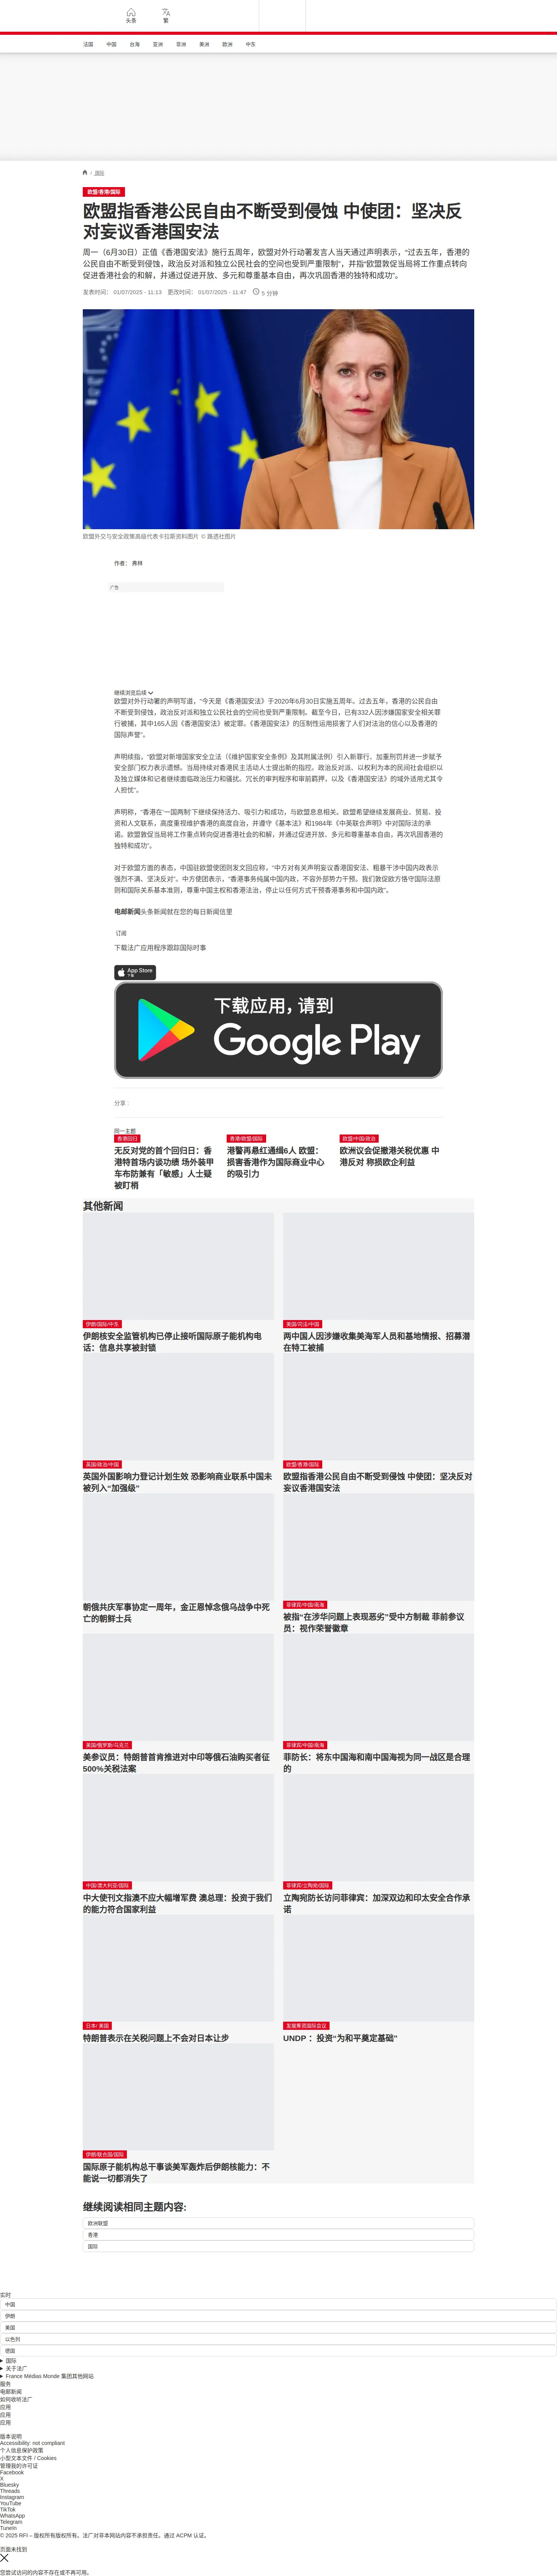 头条
繁
法国 中国 台海 亚洲 非洲 美洲 欧洲 中东
/ 国际
欧盟/香港/国际
欧盟指香港公民自由不断受到侵蚀 中使团：坚决反
对妄议香港国安法
周一（6月30日）正值《香港国安法》施行五周年，欧盟对外行动署发言人当天通过声明表示，“过去五年，香港的
公民自由不断受到侵蚀，政治反对派和独立公民社会的空间也受到严重限制”，并指“欧盟敦促当局将工作重点转向
促进香港社会的和解，并通过促进开放、多元和尊重基本自由，再次巩固香港的独特和成功”。
发表时间： 01/07/2025 - 11:13 更改时间： 01/07/2025 - 11:47 5 分钟
欧盟外交与安全政策高级代表卡拉斯资料图片 © 路透社图片
作者： 弗林
广告
继续浏览后续
欧盟对外行动署的声明写道，“今天是《香港国安法》于2020年6月30日实施五周年。过去五年，香港的公民自由
不断受到侵蚀，政治反对派和独立公民社会的空间也受到严重限制。截至今日，已有332人因涉嫌国家安全相关罪
行被捕，其中165人因《香港国安法》被定罪。《香港国安法》的压制性运用损害了人们对法治的信心以及香港的
国际声誉”。
声明续指，“欧盟对新增国家安全立法（《维护国家安全条例》及其附属法例）引入新罪行、加重刑罚并进一步赋予
安全部门权力表示遗憾。当局持续对香港民主活动人士提出新的指控。政治反对派、以权利为本的民间社会组织以
及独立媒体和记者继续面临政治压力和骚扰。冗长的审判程序和审前羁押，以及《香港国安法》的域外适用尤其令
人担忧”。
声明称，“香港在‘一国两制’下继续保持活力、吸引力和成功，与欧盟息息相关。欧盟希望继续发展商业、贸易、投
资和人文联系，高度重视维护香港的高度自治，并遵守《基本法》和1984年《中英联合声明》中对国际法的承
诺。欧盟敦促当局将工作重点转向促进香港社会的和解，并通过促进开放、多元和尊重基本自由，再次巩固香港的
独特和成功”。
对于欧盟方面的表态，中国驻欧盟使团则发文回应称，“中方对有关声明妄议香港国安法、粗暴干涉中国内政表示
强烈不满、坚决反对”。中方使团表示，“香港事务纯属中国内政，不容外部势力干预。我们敦促欧方恪守国际法原
则和国际关系基本准则，尊重中国主权和香港法治，停止以任何方式干预香港事务和中国内政”。
电邮新闻头条新闻就在您的每日新闻信里
订阅
下载法广应用程序跟踪国际时事
App Store
下载
下载应用，请到
Google Play
分享 :
同一主题
香港回归
无反对党的首个回归日：香
港特首场内谈功绩 场外装甲
车布防兼有「敏感」人士疑
被盯梢
香港/欧盟/国际
港警再悬红通缉6人 欧盟：
损害香港作为国际商业中心
的吸引力
欧盟/中国/政治
欧洲议会促撤港关税优惠 中
港反对 称损欧企利益
其他新闻
伊朗/国际/中东
伊朗核安全监管机构已停止接听国际原子能机构电
话：信息共享被封锁
美国/司法/中国
两中国人因涉嫌收集美海军人员和基地情报、招募潜
在特工被捕
英国/政治/中国
英国外国影响力登记计划生效 恐影响商业联系中国未
被列入“加强级”
欧盟/香港/国际
欧盟指香港公民自由不断受到侵蚀 中使团：坚决反对
妄议香港国安法
朝俄共庆军事协定一周年，金正恩悼念俄乌战争中死
亡的朝鲜士兵
菲律宾/中国/南海
被指“在涉华问题上表现恶劣”受中方制裁 菲前参议
员：视作荣誉徽章
美国/俄罗斯/乌克兰
美参议员：特朗普首肯推进对中印等俄石油购买者征
500%关税法案
菲律宾/中国/南海
菲防长：将东中国海和南中国海视为同一战区是合理
的
中国/澳大利亚/国际
中大使刊文指澳不应大幅增军费 澳总理：投资于我们
的能力符合国家利益
菲律宾/立陶宛/国际
立陶宛防长访问菲律宾：加深双边和印太安全合作承
诺
日本/ 美国
特朗普表示在关税问题上不会对日本让步
发展筹资国际会议
UNDP ：投资“为和平奠定基础”
伊朗/联合国/国际
国际原子能机构总干事谈美军轰炸后伊朗核能力：不
能说一切都消失了
继续阅读相同主题内容:
欧洲联盟
香港
国际
实时
中国
伊朗
美国
以色列
德国
国际
关于法广
France Médias Monde 集团其他网站
服务
电邮新闻
如何收听法广
应用
应用
应用
版本说明
Accessibility: not compliant
个人信息保护政策
小型文本文件 / Cookies
管理我的许可证
Facebook
X
Bluesky
Threads
Instagram
YouTube
TikTok
WhatsApp
Telegram
TuneIn
© 2025 RFI – 版权所有版权所有。法广对非本网站内容不承担责任。通过 ACPM 认证。
页面未找到
您尝试访问的内容不存在或不再可用。